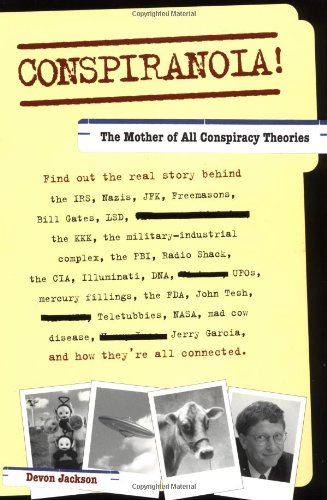 CONSPIRANOIA!
The Mother of All Conspiracy Theories
Find out the real story behind
the IRS, Nazis, JFK, Freemasons,
Bill Gates, LSD,
the KKK, the military-industrial
complex, the FBI, Radio Shack,
the CIA, Illuminati, DNA, UFOs,
mercury fillings, the FDA, John Tesh,
Teletubbies, NASA, mad cow
disease, Jerry Garcia,
and how they're all connected.
Devon Jackson